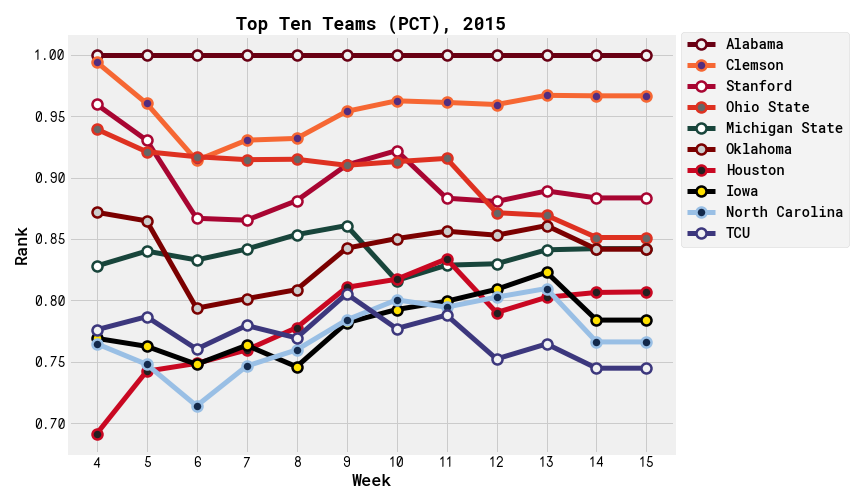 Top Ten Teams (PCT), 2015
Alabama
Clemson
Stanford
Ohio State
Michigan State
Oklahoma
Houston
Iowa
North Carolina
TCU
Rank
1.00
0.95
0.90
0.85
0.80
0.75
0.70
4 5 6 7 8 9 10 11 12 13 14 15
Week